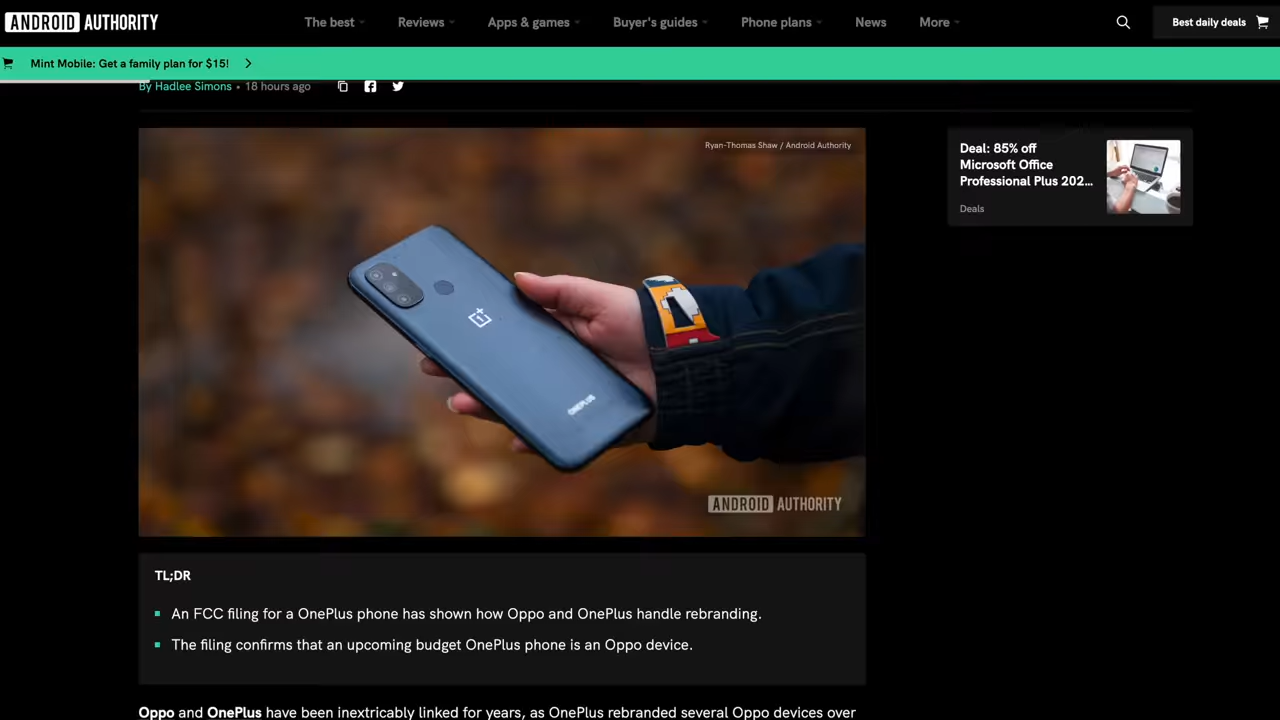 ANDROID AUTHORITY
The best
Reviews
Apps & games
Buyer's guides
Phone plans
News
More
Best daily deals
Mint Mobile: Get a family plan for $15!
By Hadlee Simons • 18 hours ago
Ryan-Thomas Shaw / Android Authority
1+
ONEPLUS
ANDROID AUTHORITY
Deal: 85% off
Microsoft Office
Professional Plus 202...
Deals
TL;DR
An FCC filing for a OnePlus phone has shown how Oppo and OnePlus handle rebranding.
The filing confirms that an upcoming budget OnePlus phone is an Oppo device.
Oppo and OnePlus have been inextricably linked for years, as OnePlus rebranded several Oppo devices over